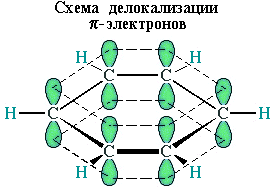 Схема делокализации
π-электронов
H H
C C
H C C H
C C
H H